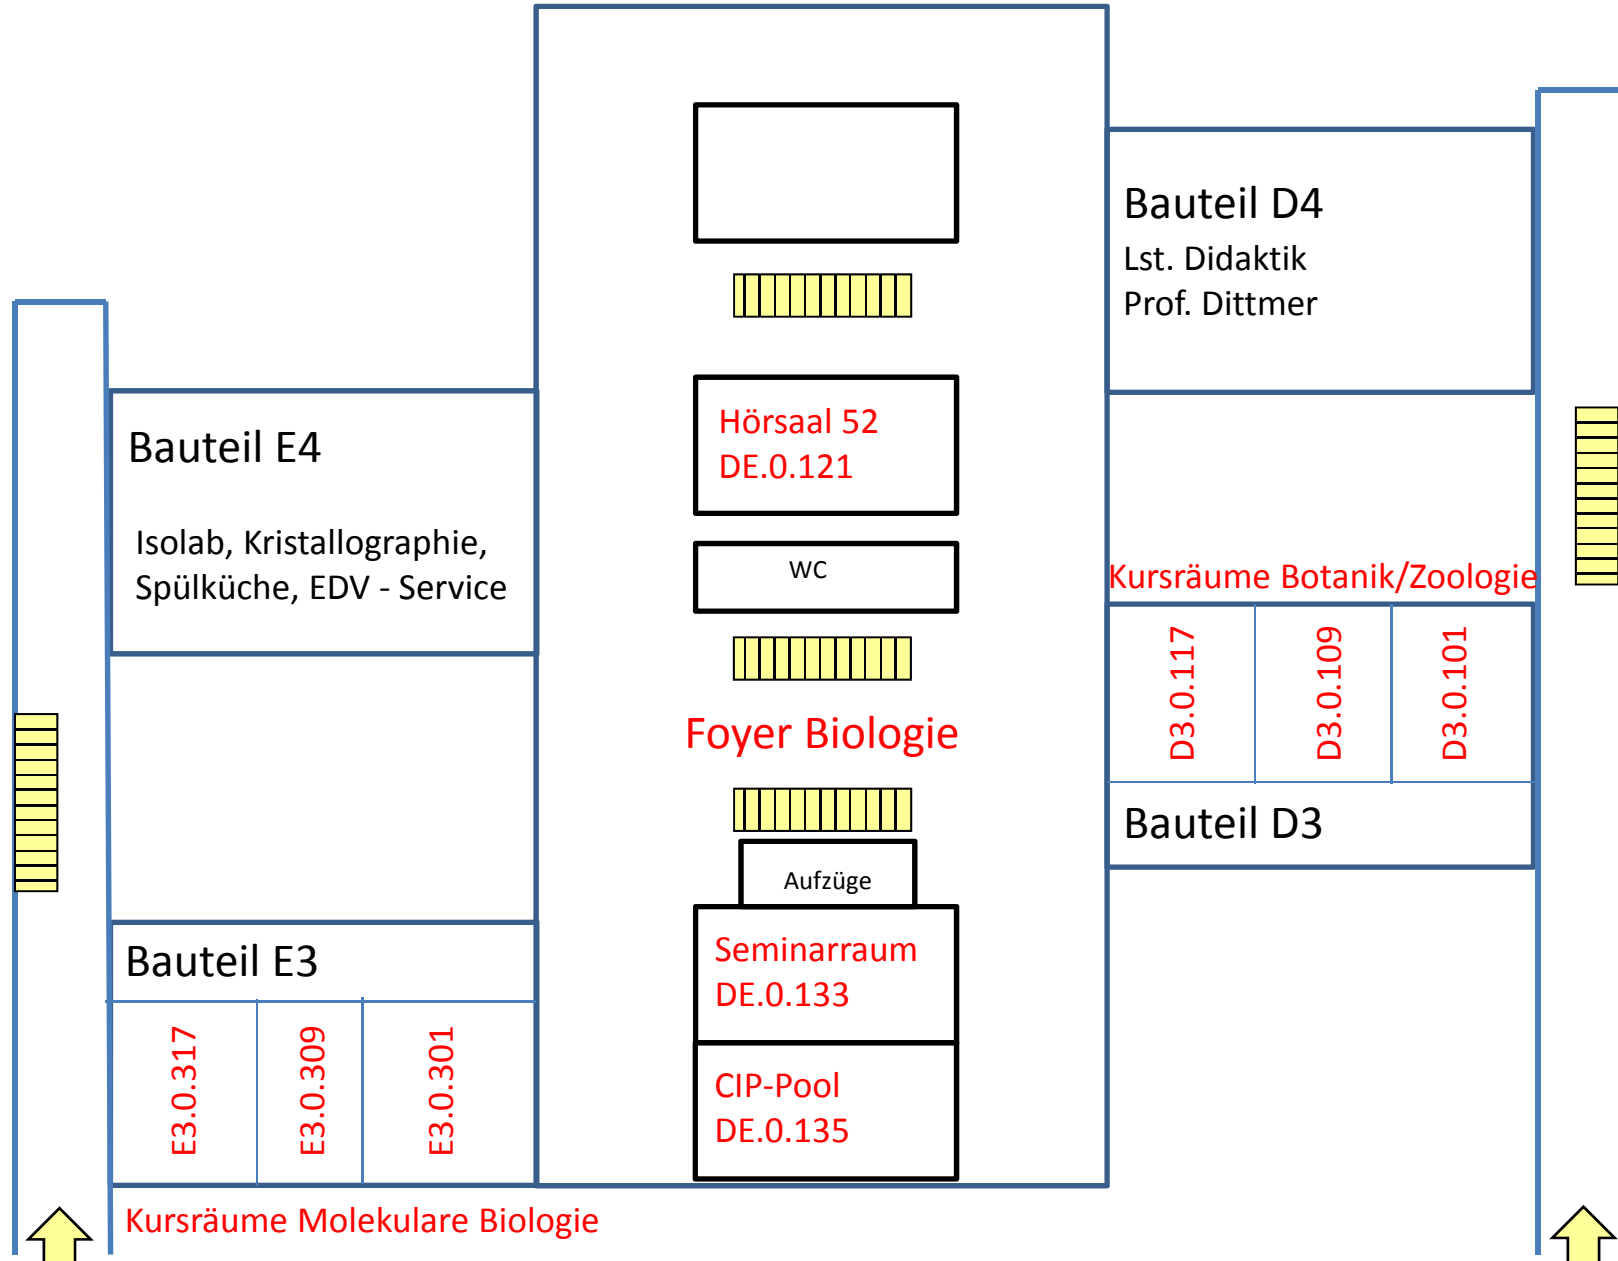 Bauteil D4
Lst. Didaktik
Prof. Dittmer
Hörsaal 52
DE.0.121
Bauteil E4
Isolab, Kristallographie,
Spülküche, EDV - Service
WC
Kursräume Botanik/Zoologie
D3.0.117
D3.0.109
D3.0.101
Foyer Biologie
Bauteil D3
Aufzüge
Seminarraum
DE.0.133
Bauteil E3
E3.0.317
E3.0.309
E3.0.301
CIP-Pool
DE.0.135
Kursräume Molekulare Biologie